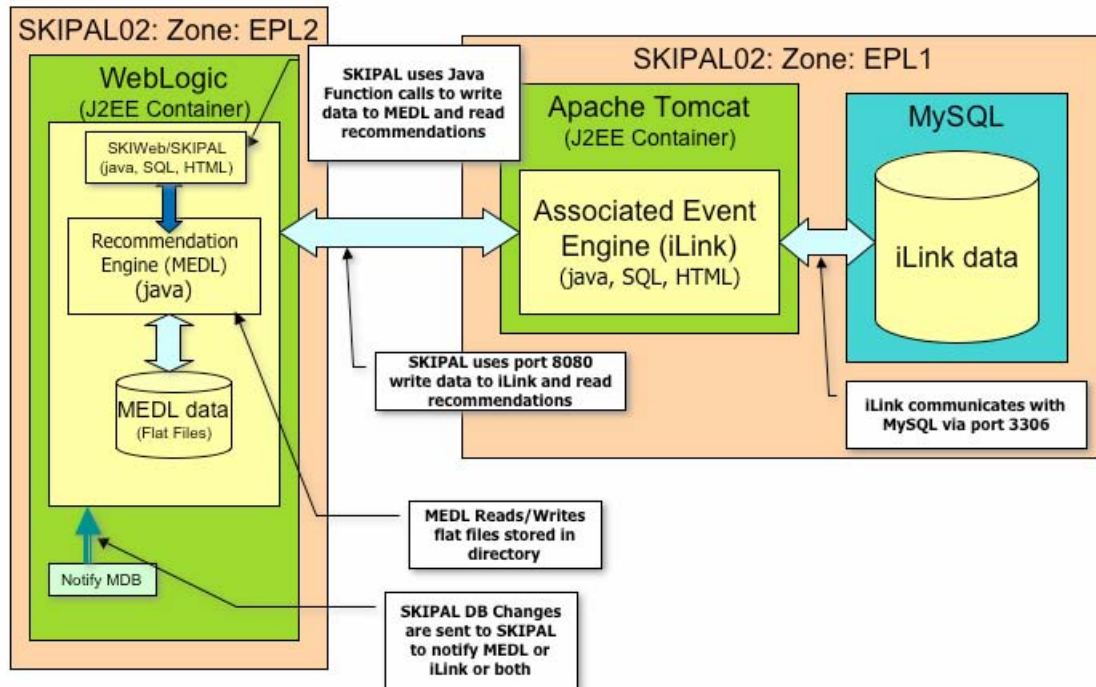 SKIPAL02: Zone: EPL2
WebLogic
(J2EE Container)
SKIWeb/SKIPAL
(java, SQL, HTML)
Recommendation
Engine (MEDL)
(java)
MEDL data
(Flat Files)
Notify MDB
SKIPAL uses Java
Function calls to write
data to MEDL and read
recommendations
SKIPAL02: Zone: EPL1
Apache Tomcat
(J2EE Container)
Associated Event
Engine (iLink)
(java, SQL, HTML)
MySQL
iLink data
SKIPAL uses port 8080
write data to iLink and read
recommendations
iLink communicates with
MySQL via port 3306
MEDL Reads/Writes
flat files stored in
directory
SKIPAL DB Changes
are sent to SKIPAL
to notify MEDL or
iLink or both